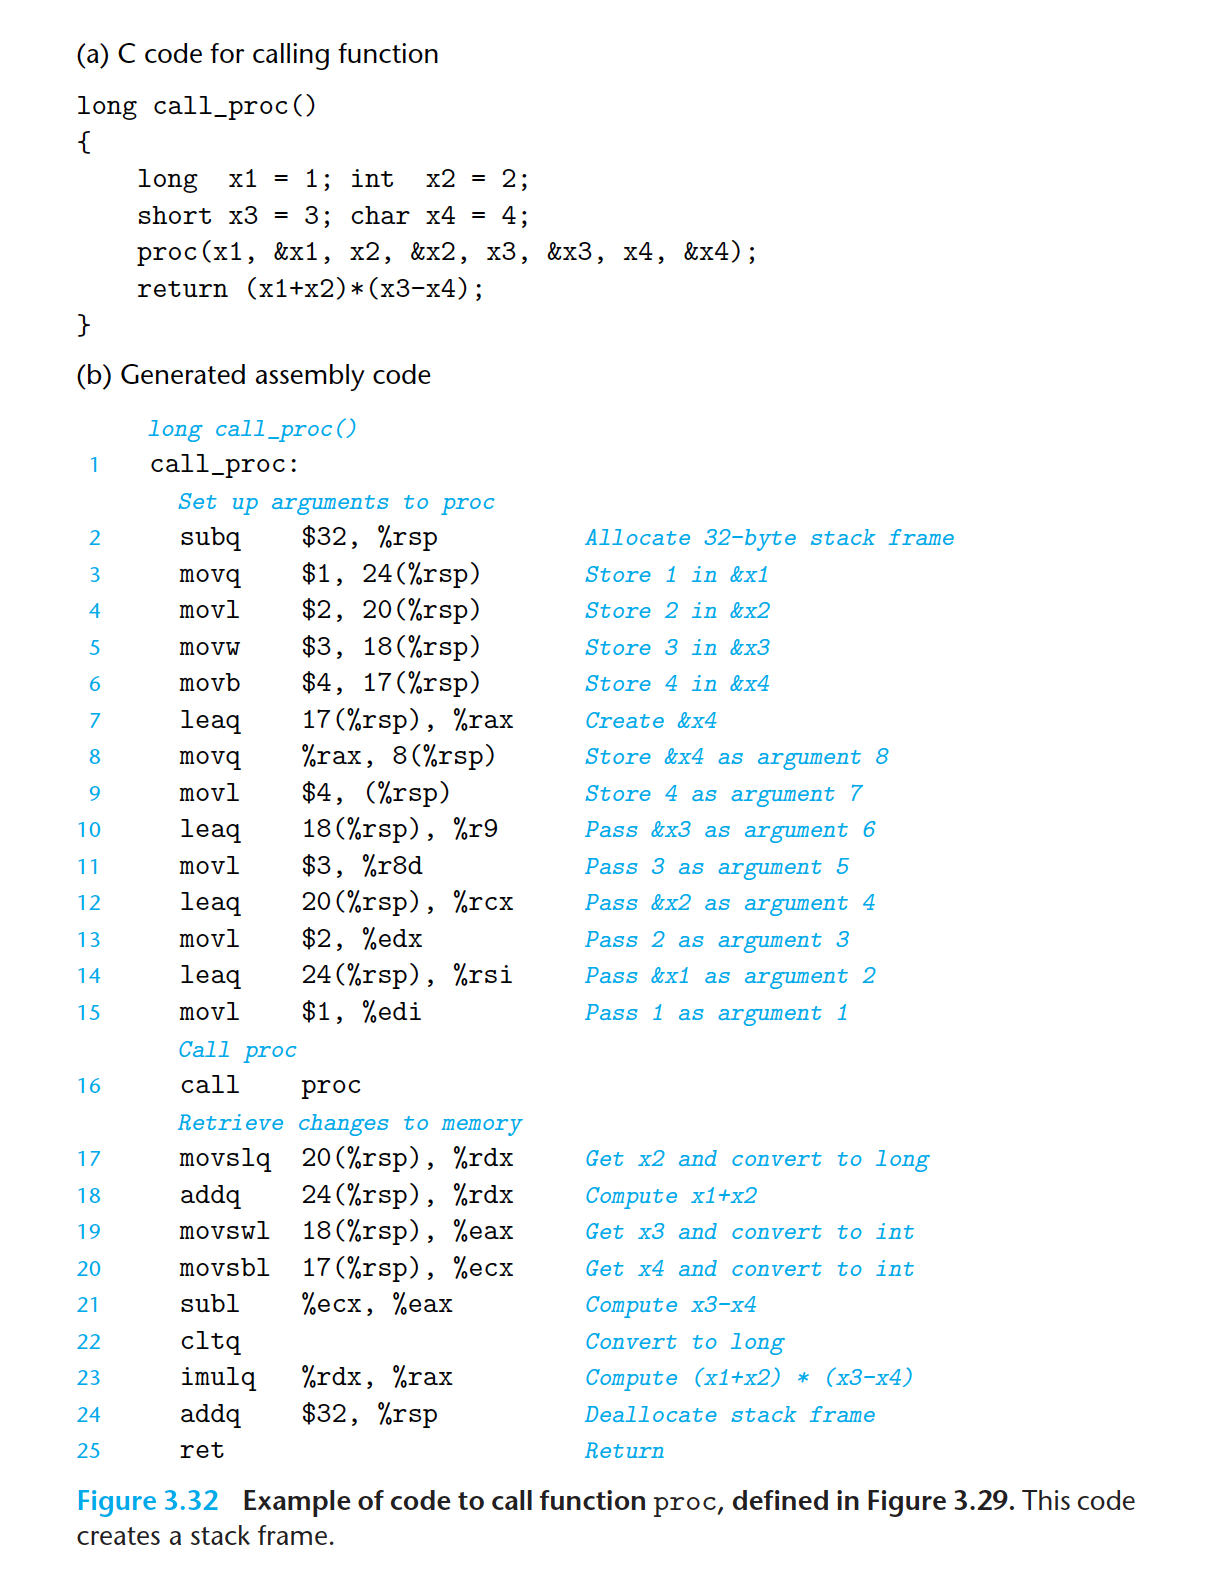 (a) C code for calling function
long call_proc()
{
    long  x1 = 1; int  x2 = 2;
    short x3 = 3; char x4 = 4;
    proc(x1, &x1, x2, &x2, x3, &x3, x4, &x4);
    return (x1+x2)*(x3-x4);
}
(b) Generated assembly code
long call_proc()
1 call_proc:
Set up arguments to proc
2 subq $32, %rsp Allocate 32-byte stack frame
3 movq $1, 24(%rsp) Store 1 in &x1
4 movl $2, 20(%rsp) Store 2 in &x2
5 movw $3, 18(%rsp) Store 3 in &x3
6 movb $4, 17(%rsp) Store 4 in &x4
7 leaq 17(%rsp), %rax Create &x4
8 movq %rax, 8(%rsp) Store &x4 as argument 8
9 movl $4, (%rsp) Store 4 as argument 7
10 leaq 18(%rsp), %r9 Pass &x3 as argument 6
11 movl $3, %r8d Pass 3 as argument 5
12 leaq 20(%rsp), %rcx Pass &x2 as argument 4
13 movl $2, %edx Pass 2 as argument 3
14 leaq 24(%rsp), %rsi Pass &x1 as argument 2
15 movl $1, %edi Pass 1 as argument 1
Call proc
16 call proc
Retrieve changes to memory
17 movslq 20(%rsp), %rdx Get x2 and convert to long
18 addq 24(%rsp), %rdx Compute x1+x2
19 movswl 18(%rsp), %eax Get x3 and convert to int
20 movsbl 17(%rsp), %ecx Get x4 and convert to int
21 subl %ecx, %eax Compute x3-x4
22 cltq Convert to long
23 imulq %rdx, %rax Compute (x1+x2) * (x3-x4)
24 addq $32, %rsp Deallocate stack frame
25 ret Return
Figure 3.32 Example of code to call function proc, defined in Figure 3.29. This code
creates a stack frame.